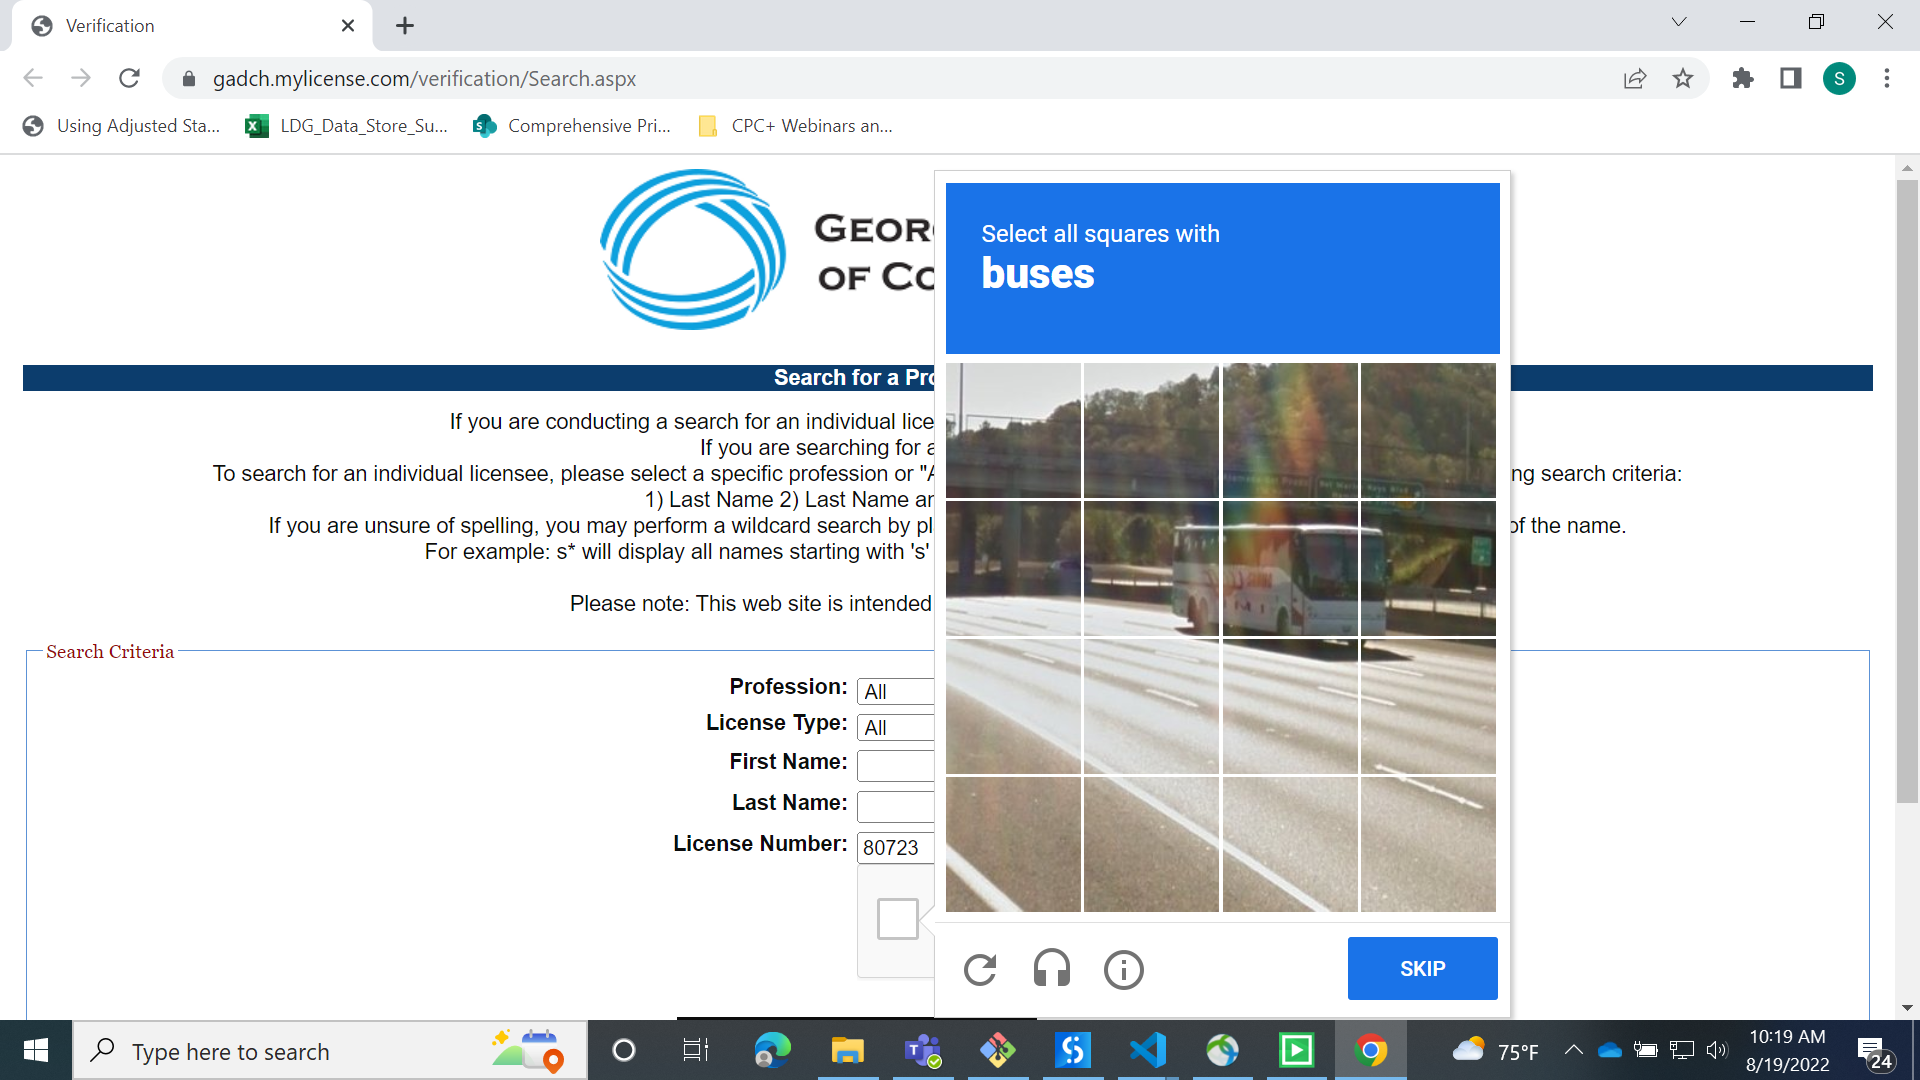 Verification
gadch.mylicense.com/verification/Search.aspx
S
Using Adjusted Sta...
LDG_Data_Store_Su...
Comprehensive Pri...
CPC+ Webinars an...
GEOR
OF CO
Select all squares with
buses
Search for a Pro
If you are conducting a search for an individual lice
If you are searching for a
To search for an individual licensee, please select a specific profession or "A
ng search criteria:
1) Last Name 2) Last Name an
If you are unsure of spelling, you may perform a wildcard search by pl
of the name.
For example: s* will display all names starting with 's'
Please note: This web site is intended
Search Criteria
Profession:
All
License Type:
All
First Name:
Last Name:
License Number:
80723
SKIP
Type here to search
75°F
10:19 AM
8/19/2022
24